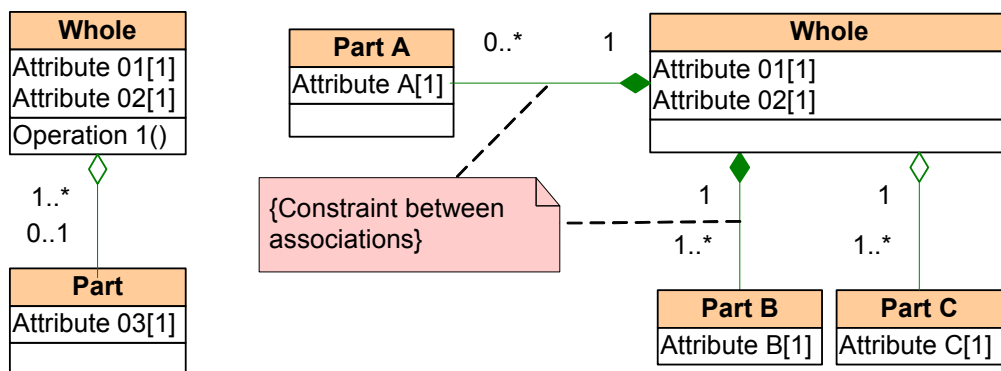 Whole
Attribute 01[1]
Attribute 02[1]
Operation 1()
1..*
0..1
Part
Attribute 03[1]
Part A
Attribute A[1]
0..*
1
Whole
Attribute 01[1]
Attribute 02[1]
{Constraint between
associations}
1
1..*
1
1..*
Part B
Attribute B[1]
Part C
Attribute C[1]